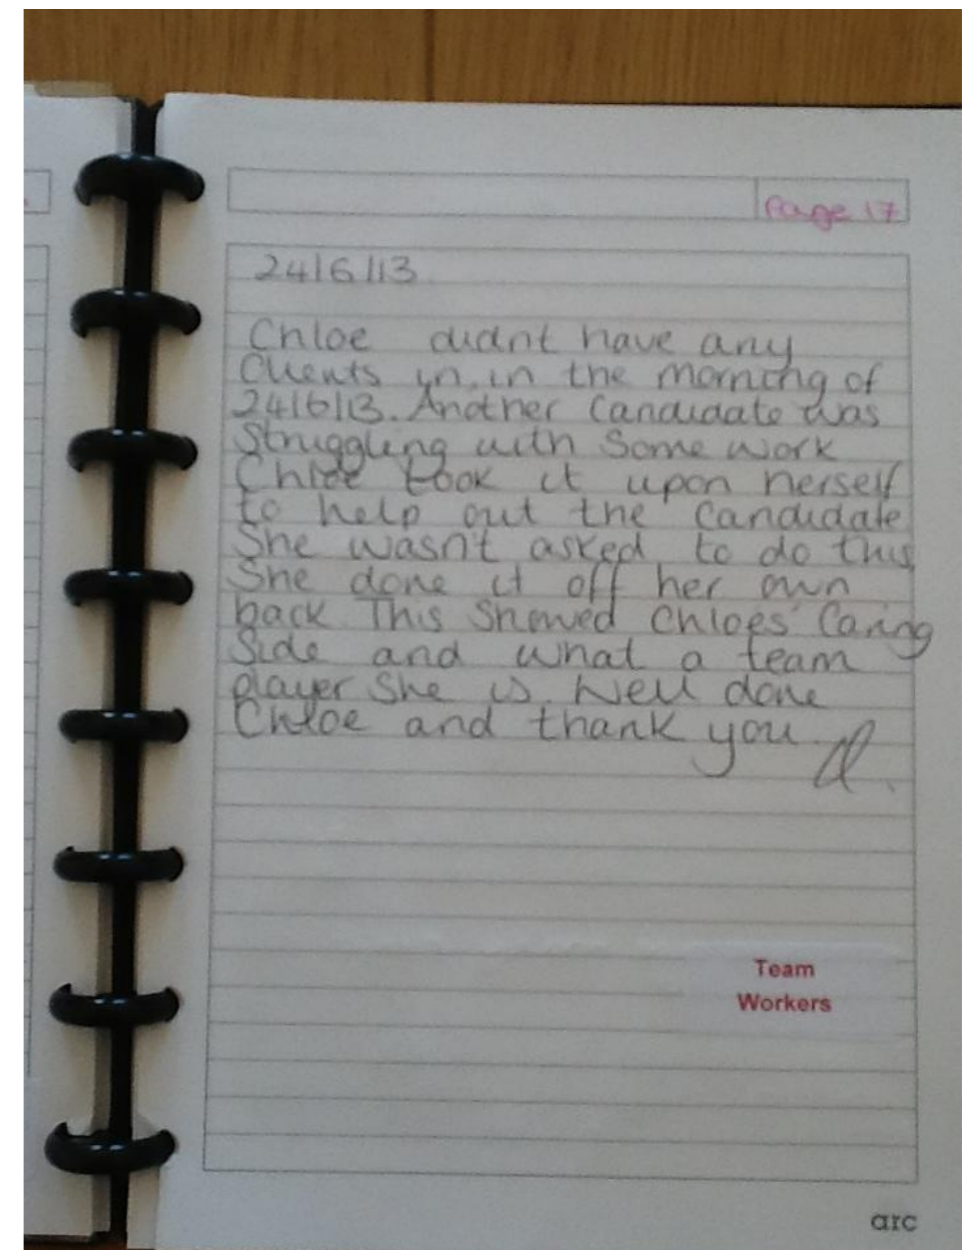 Page 17
24/6/13
Chloe didnt have any
Clients in in the morning of
24/6/13. Another Candidate was
Struggling with Some work
Chloe took it upon herself
to help out the Candidate
She wasn't asked to do this
She done it off her own
back This Showed Chloes' Caring
Side and what a team
player She is. Well done
Chloe and thank you.
Team
Workers
arc